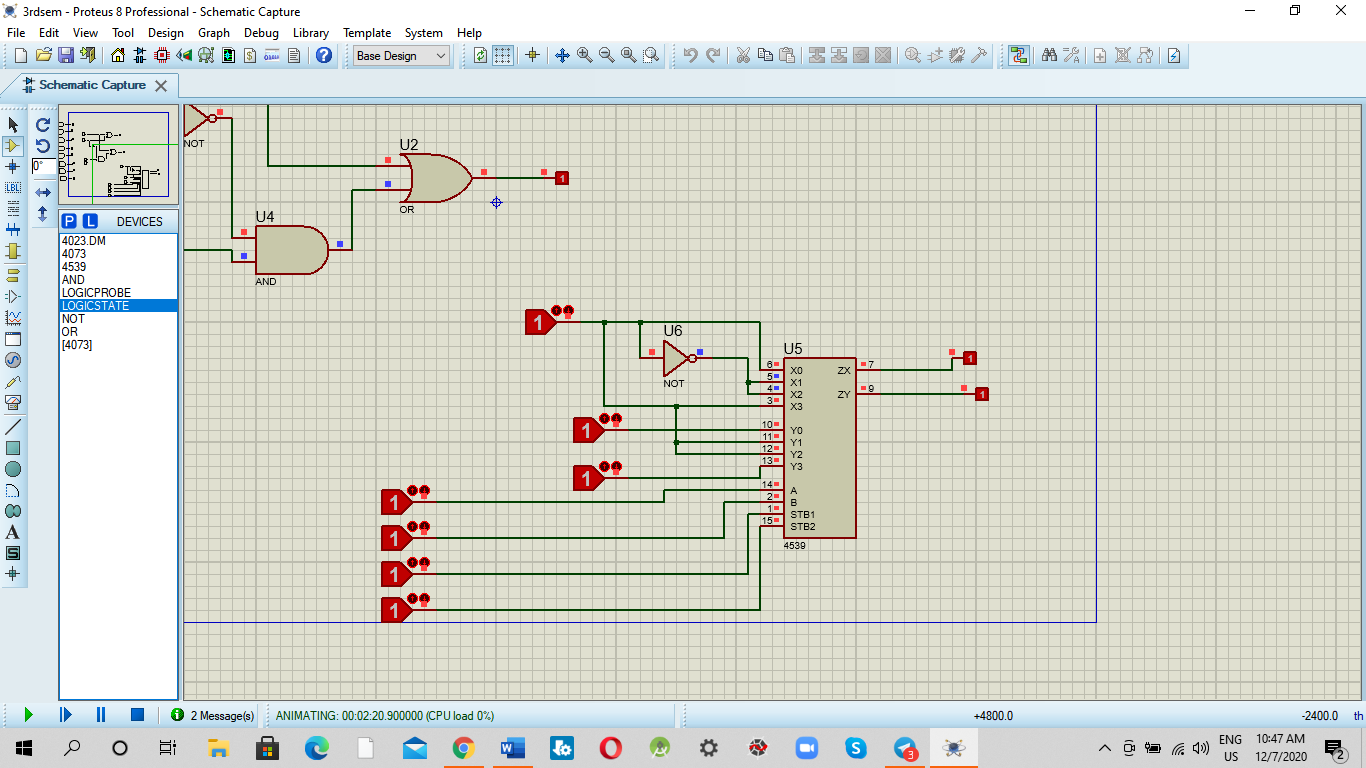 3rdsem - Proteus 8 Professional - Schematic Capture
File Edit View Tool Design Graph Debug Library Template System Help
Base Design
Schematic Capture
0°
P L DEVICES
4023.DM
4073
4539
AND
LOGICPROBE
LOGICSTATE
NOT
OR
[4073]
LBL
A
S
NOT
U2
OR
1
U4
AND
1
U6
NOT
1
1
1
1
1
1
U5
6 X0
5 X1
4 X2
3 X3
10 Y0
11 Y1
12 Y2
13 Y3
14 A
2 B
1 STB1
15 STB2
ZX 7
ZY 9
4539
1
1
2 Message(s)
ANIMATING: 00:02:20.900000 (CPU load 0%)
+4800.0
-2400.0
th
3
ENG
US
10:47 AM
12/7/2020
2